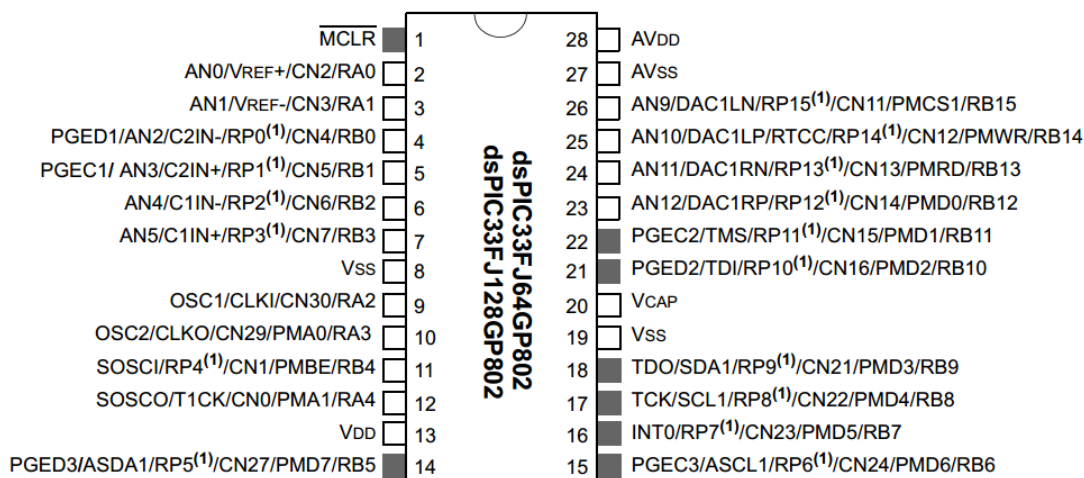 MCLR 1
AN0/VREF+/CN2/RA0 2
AN1/VREF-/CN3/RA1 3
PGED1/AN2/C2IN-/RP0(1)/CN4/RB0 4
PGEC1/ AN3/C2IN+/RP1(1)/CN5/RB1 5
AN4/C1IN-/RP2(1)/CN6/RB2 6
AN5/C1IN+/RP3(1)/CN7/RB3 7
VSS 8
OSC1/CLKI/CN30/RA2 9
OSC2/CLKO/CN29/PMA0/RA3 10
SOSCI/RP4(1)/CN1/PMBE/RB4 11
SOSCO/T1CK/CN0/PMA1/RA4 12
VDD 13
PGED3/ASDA1/RP5(1)/CN27/PMD7/RB5 14
dsPIC33FJ64GP802
dsPIC33FJ128GP802
28 AVDD
27 AVSS
26 AN9/DAC1LN/RP15(1)/CN11/PMCS1/RB15
25 AN10/DAC1LP/RTCC/RP14(1)/CN12/PMWR/RB14
24 AN11/DAC1RN/RP13(1)/CN13/PMRD/RB13
23 AN12/DAC1RP/RP12(1)/CN14/PMD0/RB12
22 PGEC2/TMS/RP11(1)/CN15/PMD1/RB11
21 PGED2/TDI/RP10(1)/CN16/PMD2/RB10
20 VCAP
19 VSS
18 TDO/SDA1/RP9(1)/CN21/PMD3/RB9
17 TCK/SCL1/RP8(1)/CN22/PMD4/RB8
16 INT0/RP7(1)/CN23/PMD5/RB7
15 PGEC3/ASCL1/RP6(1)/CN24/PMD6/RB6